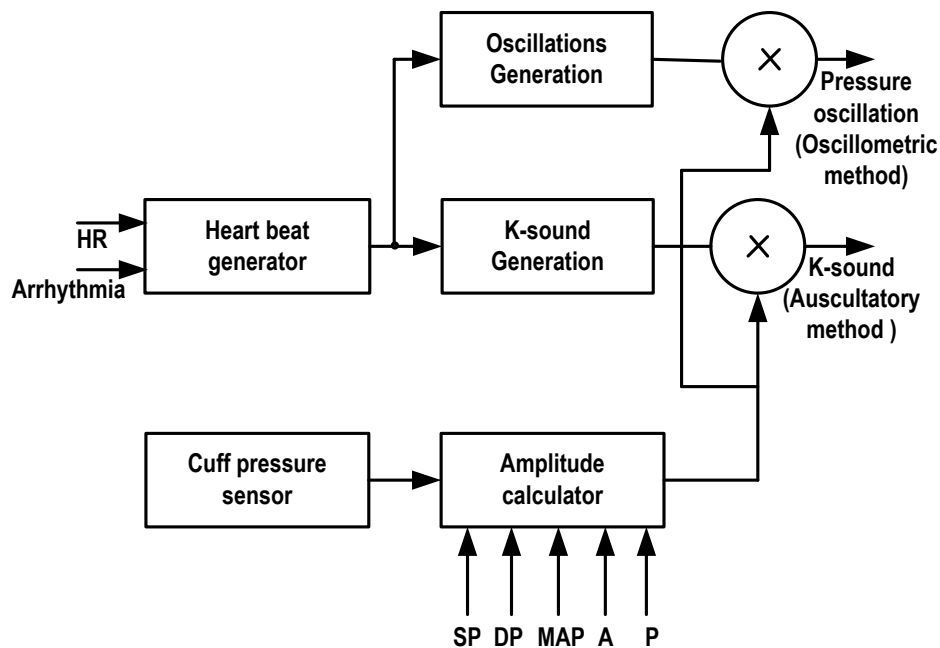 Oscillations
Generation
×
Pressure
oscillation
(Oscillometric
method)
HR
Arrhythmia
Heart beat
generator
K-sound
Generation
×
K-sound
(Auscultatory
method )
Cuff pressure
sensor
Amplitude
calculator
SP DP MAP A P